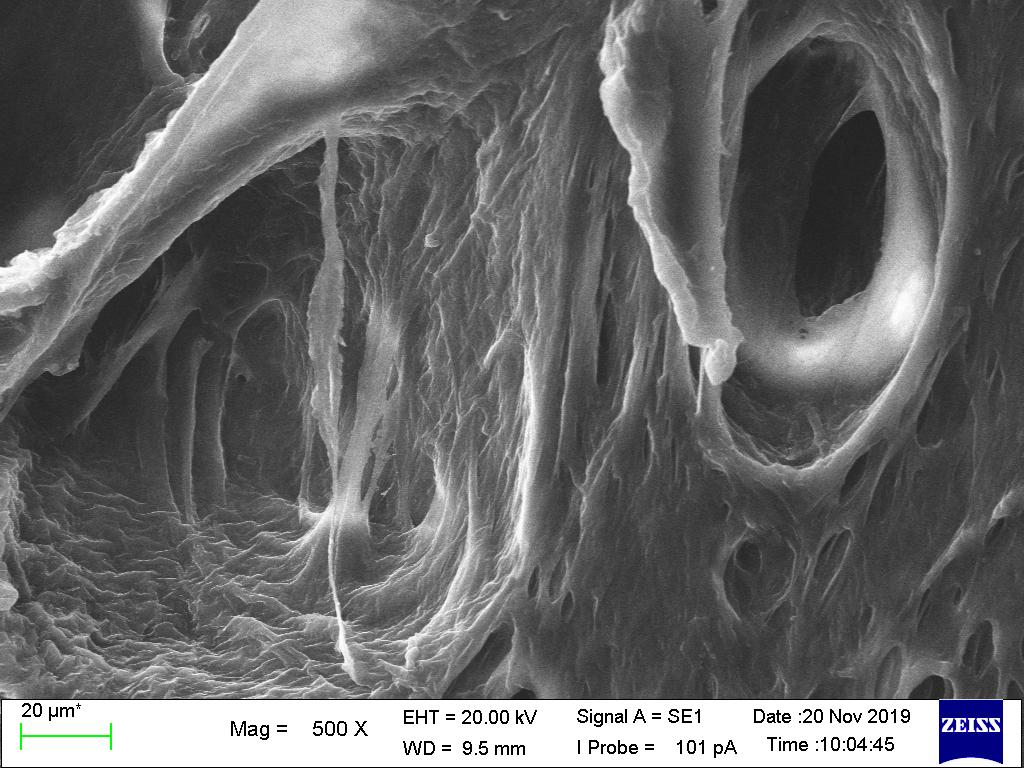 20 µm*
Mag = 500 X
EHT = 20.00 kV
WD = 9.5 mm
Signal A = SE1
I Probe = 101 pA
Date :20 Nov 2019
Time :10:04:45
ZEISS